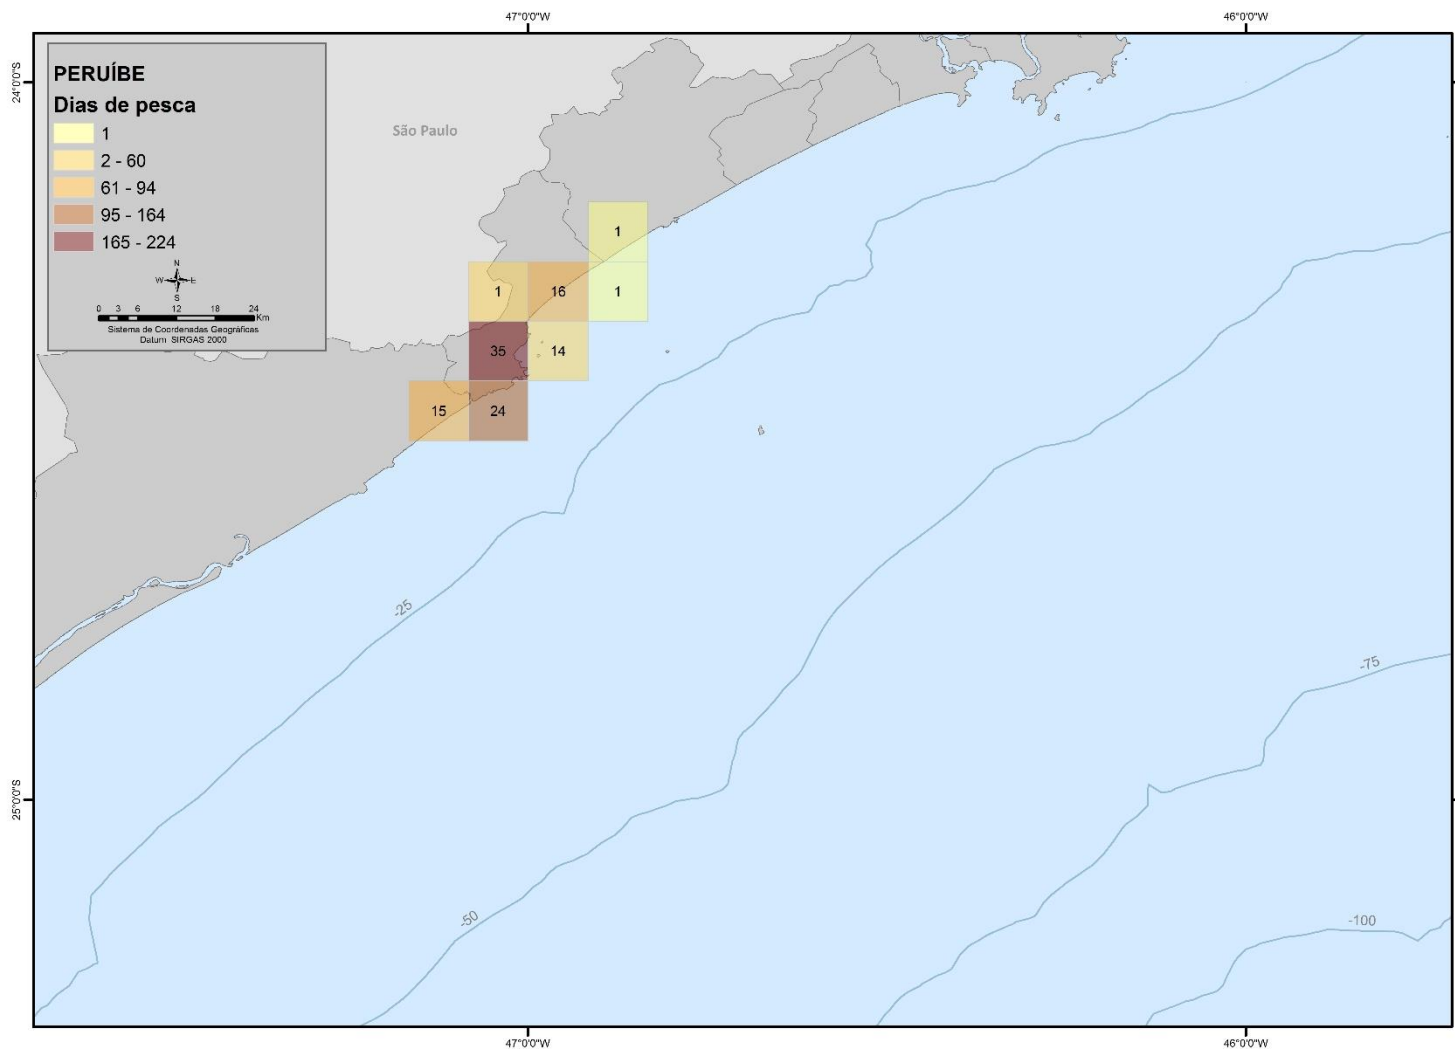 47°0'0"W
46°0'0"W
24°0'0"S
PERUÍBE
Dias de pesca
1
2 - 60
61 - 94
95 - 164
165 - 224
N
W E
S
0 3 6 12 18 24
Km
Sistema de Coordenadas Geográficas
Datum SIRGAS 2000
São Paulo
1
1
16
1
35
14
15
24
-25
-75
25°0'0"S
-50
-100
47°0'0"W
46°0'0"W